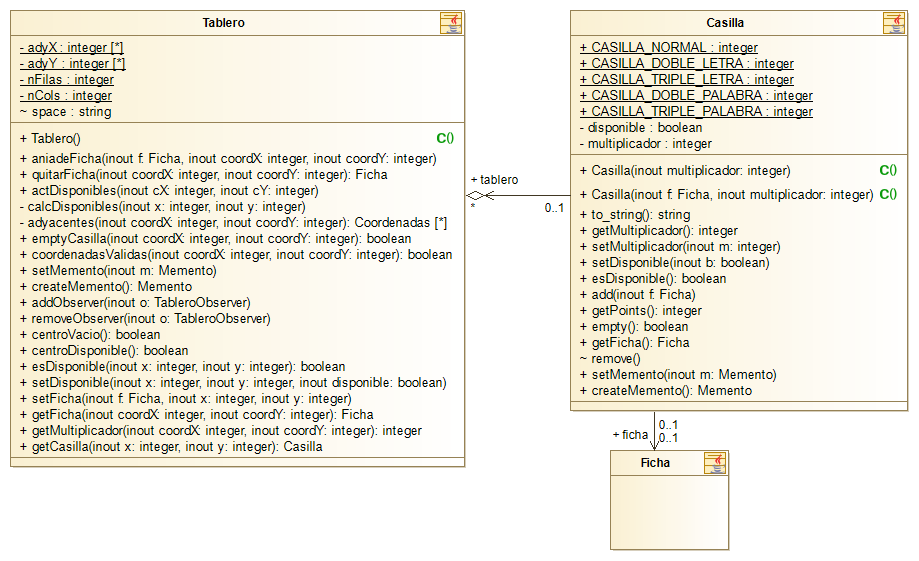 Tablero
- adyX : integer [*]
- adyY : integer [*]
- nFilas : integer
- nCols : integer
~ space : string
+ Tablero()
C()
+ aniadeFicha(inout f: Ficha, inout coordX: integer, inout coordY: integer)
+ quitarFicha(inout coordX: integer, inout coordY: integer): Ficha
+ actDisponibles(inout cX: integer, inout cY: integer)
- calcDisponibles(inout x: integer, inout y: integer)
- adyacentes(inout coordX: integer, inout coordY: integer): Coordenadas [*]
+ emptyCasilla(inout coordX: integer, inout coordY: integer): boolean
+ coordenadasValidas(inout coordX: integer, inout coordY: integer): boolean
+ setMemento(inout m: Memento)
+ createMemento(): Memento
+ addObserver(inout o: TableroObserver)
+ removeObserver(inout o: TableroObserver)
+ centroVacio(): boolean
+ centroDisponible(): boolean
+ esDisponible(inout x: integer, inout y: integer): boolean
+ setDisponible(inout x: integer, inout y: integer, inout disponible: boolean)
+ setFicha(inout f: Ficha, inout x: integer, inout y: integer)
+ getFicha(inout coordX: integer, inout coordY: integer): Ficha
+ getMultiplicador(inout coordX: integer, inout coordY: integer): integer
+ getCasilla(inout x: integer, inout y: integer): Casilla
+ tablero
*
0..1
Casilla
+ CASILLA_NORMAL : integer
+ CASILLA_DOBLE_LETRA : integer
+ CASILLA_TRIPLE_LETRA : integer
+ CASILLA_DOBLE_PALABRA : integer
+ CASILLA_TRIPLE_PALABRA : integer
- disponible : boolean
- multiplicador : integer
+ Casilla(inout multiplicador: integer)
C()
+ Casilla(inout f: Ficha, inout multiplicador: integer)
C()
+ to_string(): string
+ getMultiplicador(): integer
+ setMultiplicador(inout m: integer)
+ setDisponible(inout b: boolean)
+ esDisponible(): boolean
+ add(inout f: Ficha)
+ getPoints(): integer
+ empty(): boolean
+ getFicha(): Ficha
~ remove()
+ setMemento(inout m: Memento)
+ createMemento(): Memento
0..1
+ ficha
0..1
Ficha